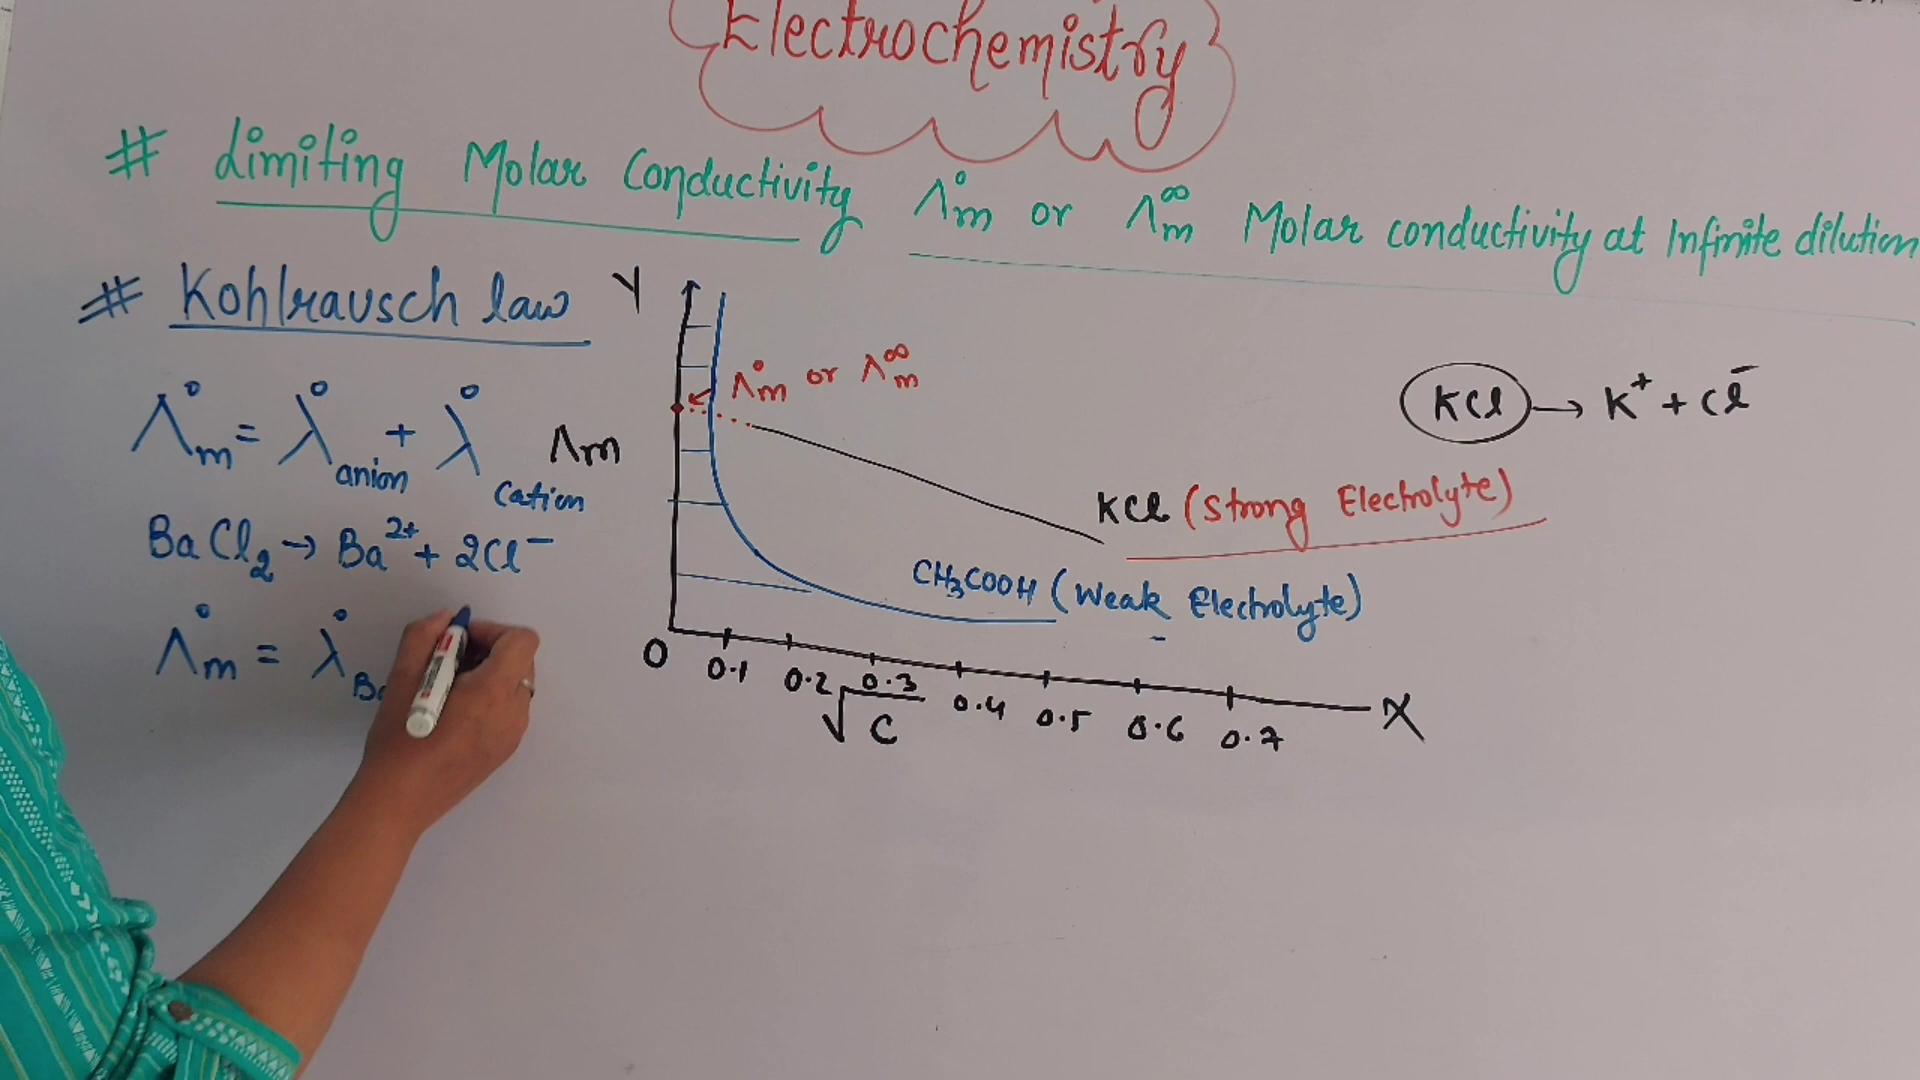 Electrochemistry
# Limiting Molar Conductivity Λ°m or Λ∞m Molar conductivity at Infinite dilution
# Kohlrausch law
Λ°m = λ°anion + λ°Cation
BaCl2 → Ba2+ + 2Cl−
Λ°m = λ°
Y
Λm
Λ°m or λ∞m
KCl → K+ + Cl−
KCl (Strong Electrolyte)
CH3COOH (Weak Electrolyte)
0 0.1 0.2 0.3 0.4 0.5 0.6 0.7 X
√C